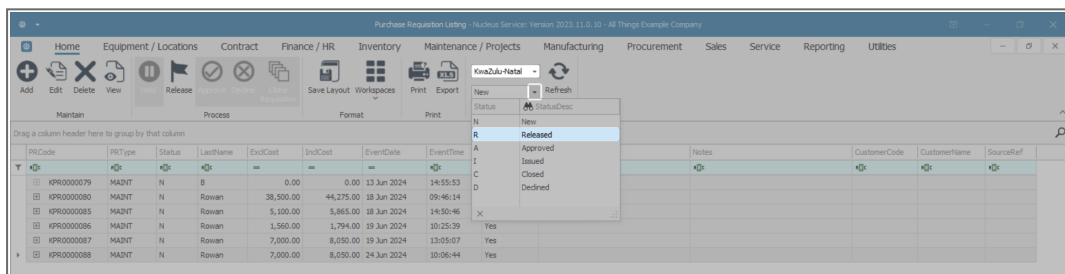 Purchase Requisition Listing - Nucleus Service: Version 2023.11.0.10 - All Things Example Company
Home Equipment / Locations Contract Finance / HR Inventory Maintenance / Projects Manufacturing Procurement Sales Service Reporting Utilities
Add Edit Delete View Hold Release Approve Decline Clone Requisition Save Layout Workspaces Print Export KwaZulu-Natal New Refresh
Maintain Process Format Print
Status StatusDesc
N New
R Released
A Approved
I Issued
C Closed
D Declined
Drag a column header here to group by that column
PRCode PRType Status LastName ExclCost InclCost EventDate EventTime Notes CustomerCode CustomerName SourceRef
KPR0000079 MAINT N B 0.00 0.00 13 Jun 2024 14:55:53
KPR0000080 MAINT N Rowan 38,500.00 44,275.00 18 Jun 2024 09:46:14
KPR0000085 MAINT N Rowan 5,100.00 5,865.00 18 Jun 2024 14:50:46
KPR0000086 MAINT N Rowan 1,560.00 1,794.00 19 Jun 2024 10:25:39 Yes
KPR0000087 MAINT N Rowan 7,000.00 8,050.00 19 Jun 2024 13:05:07 Yes
KPR0000088 MAINT N Rowan 7,000.00 8,050.00 24 Jun 2024 10:06:44 Yes